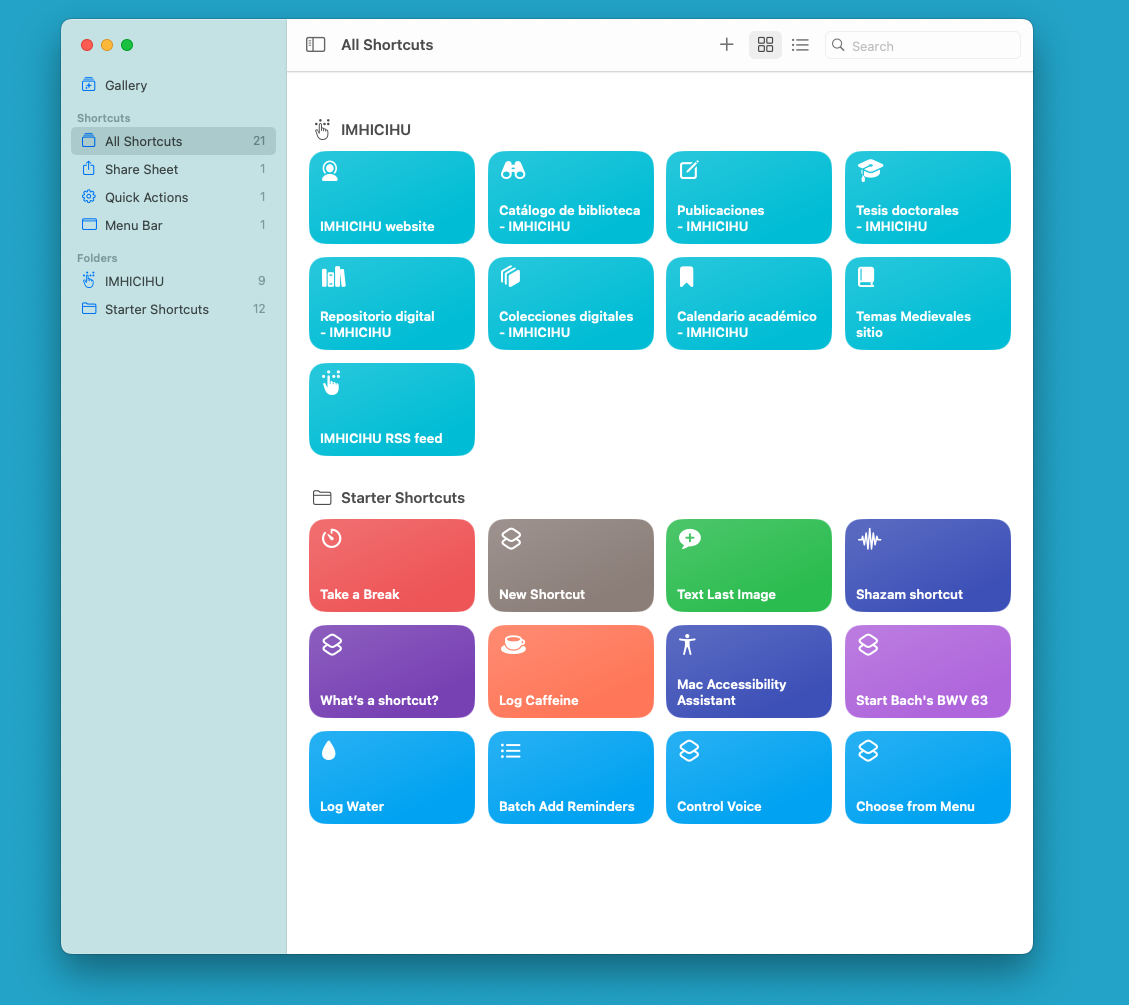 All Shortcuts
Search
Gallery
Shortcuts
All Shortcuts 21
Share Sheet 1
Quick Actions 1
Menu Bar 1
Folders
IMHICIHU 9
Starter Shortcuts 12
IMHICIHU
IMHICIHU website
Catálogo de biblioteca
- IMHICIHU
Publicaciones
- IMHICIHU
Tesis doctorales
- IMHICIHU
Repositorio digital
- IMHICIHU
Colecciones digitales
- IMHICIHU
Calendario académico
- IMHICIHU
Temas Medievales
sitio
IMHICIHU RSS feed
Starter Shortcuts
Take a Break
New Shortcut
Text Last Image
Shazam shortcut
What's a shortcut?
Log Caffeine
Mac Accessibility
Assistant
Start Bach's BWV 63
Log Water
Batch Add Reminders
Control Voice
Choose from Menu